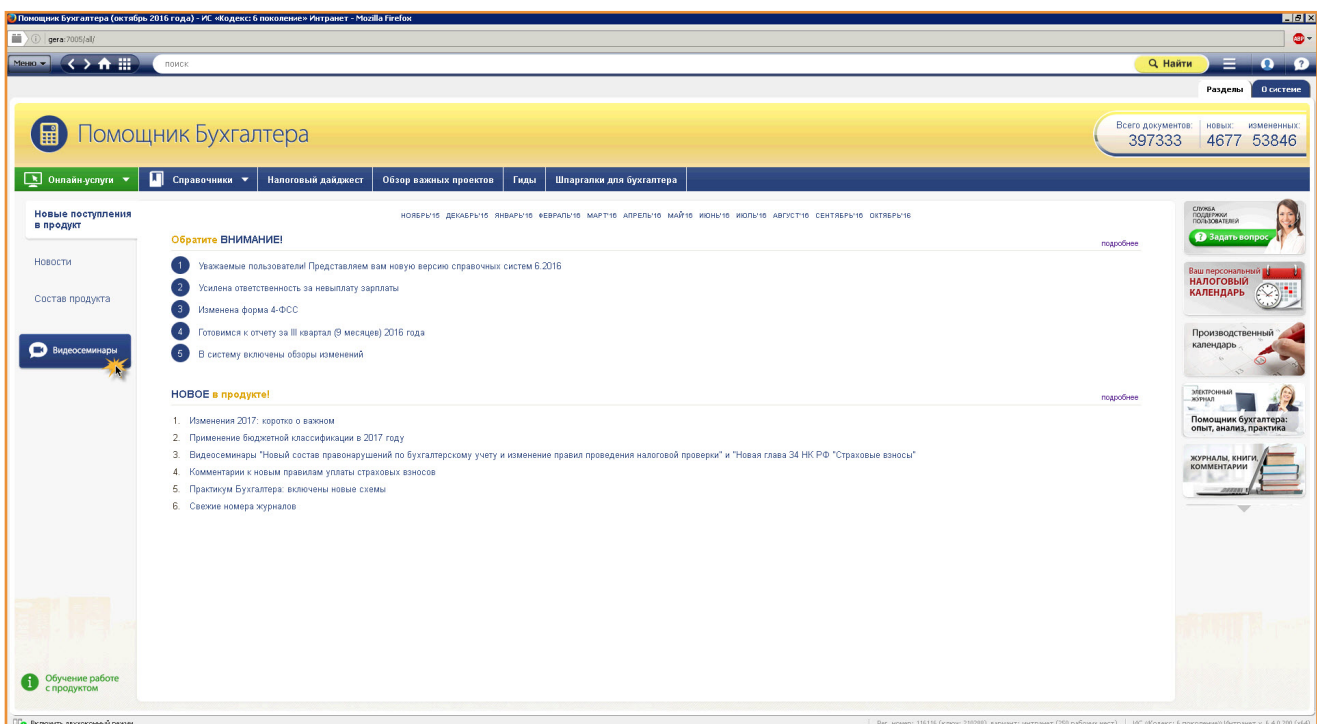 Помощник Бухгалтера (октябрь 2016 года) - ИС «Кодекс: 6 поколение» Интранет - Mozilla Firefox
gera:7005/all/
ABP
Меню
поиск
Найти
Разделы
О системе
Помощник Бухгалтера
Всего документов: новых: измененных:
397333 4677 53846
Онлайн-услуги
Справочники
Налоговый дайджест
Обзор важных проектов
Гиды
Шпаргалки для бухгалтера
Новые поступления
в продукт
Новости
Состав продукта
Видеосеминары
НОЯБРЬ'15 ДЕКАБРЬ'15 ЯНВАРЬ'16 ФЕВРАЛЬ'16 МАРТ'16 АПРЕЛЬ'16 МАЙ'16 ИЮНЬ'16 ИЮЛЬ'16 АВГУСТ'16 СЕНТЯБРЬ'16 ОКТЯБРЬ'16
Обратите ВНИМАНИЕ!
подробнее
1 Уважаемые пользователи! Представляем вам новую версию справочных систем 6.2016
2 Усилена ответственность за невыплату зарплаты
3 Изменена форма 4-ФСС
4 Готовимся к отчету за III квартал (9 месяцев) 2016 года
5 В систему включены обзоры изменений
НОВОЕ в продукте!
подробнее
1. Изменения 2017: коротко о важном
2. Применение бюджетной классификации в 2017 году
3. Видеосеминары "Новый состав правонарушений по бухгалтерскому учету и изменение правил проведения налоговой проверки" и "Новая глава 34 НК РФ "Страховые взносы"
4. Комментарии к новым правилам уплаты страховых взносов
5. Практикум Бухгалтера: включены новые схемы
6. Свежие номера журналов
СЛУЖБА
ПОДДЕРЖКИ
ПОЛЬЗОВАТЕЛЕЙ
Задать вопрос
Ваш персональный
НАЛОГОВЫЙ
КАЛЕНДАРЬ
Производственный
календарь
ЭЛЕКТРОННЫЙ
ЖУРНАЛ
Помощник бухгалтера:
опыт, анализ, практика
ЖУРНАЛЫ, КНИГИ,
КОММЕНТАРИИ
Обучение работе
с продуктом
Включить двухоконный режим